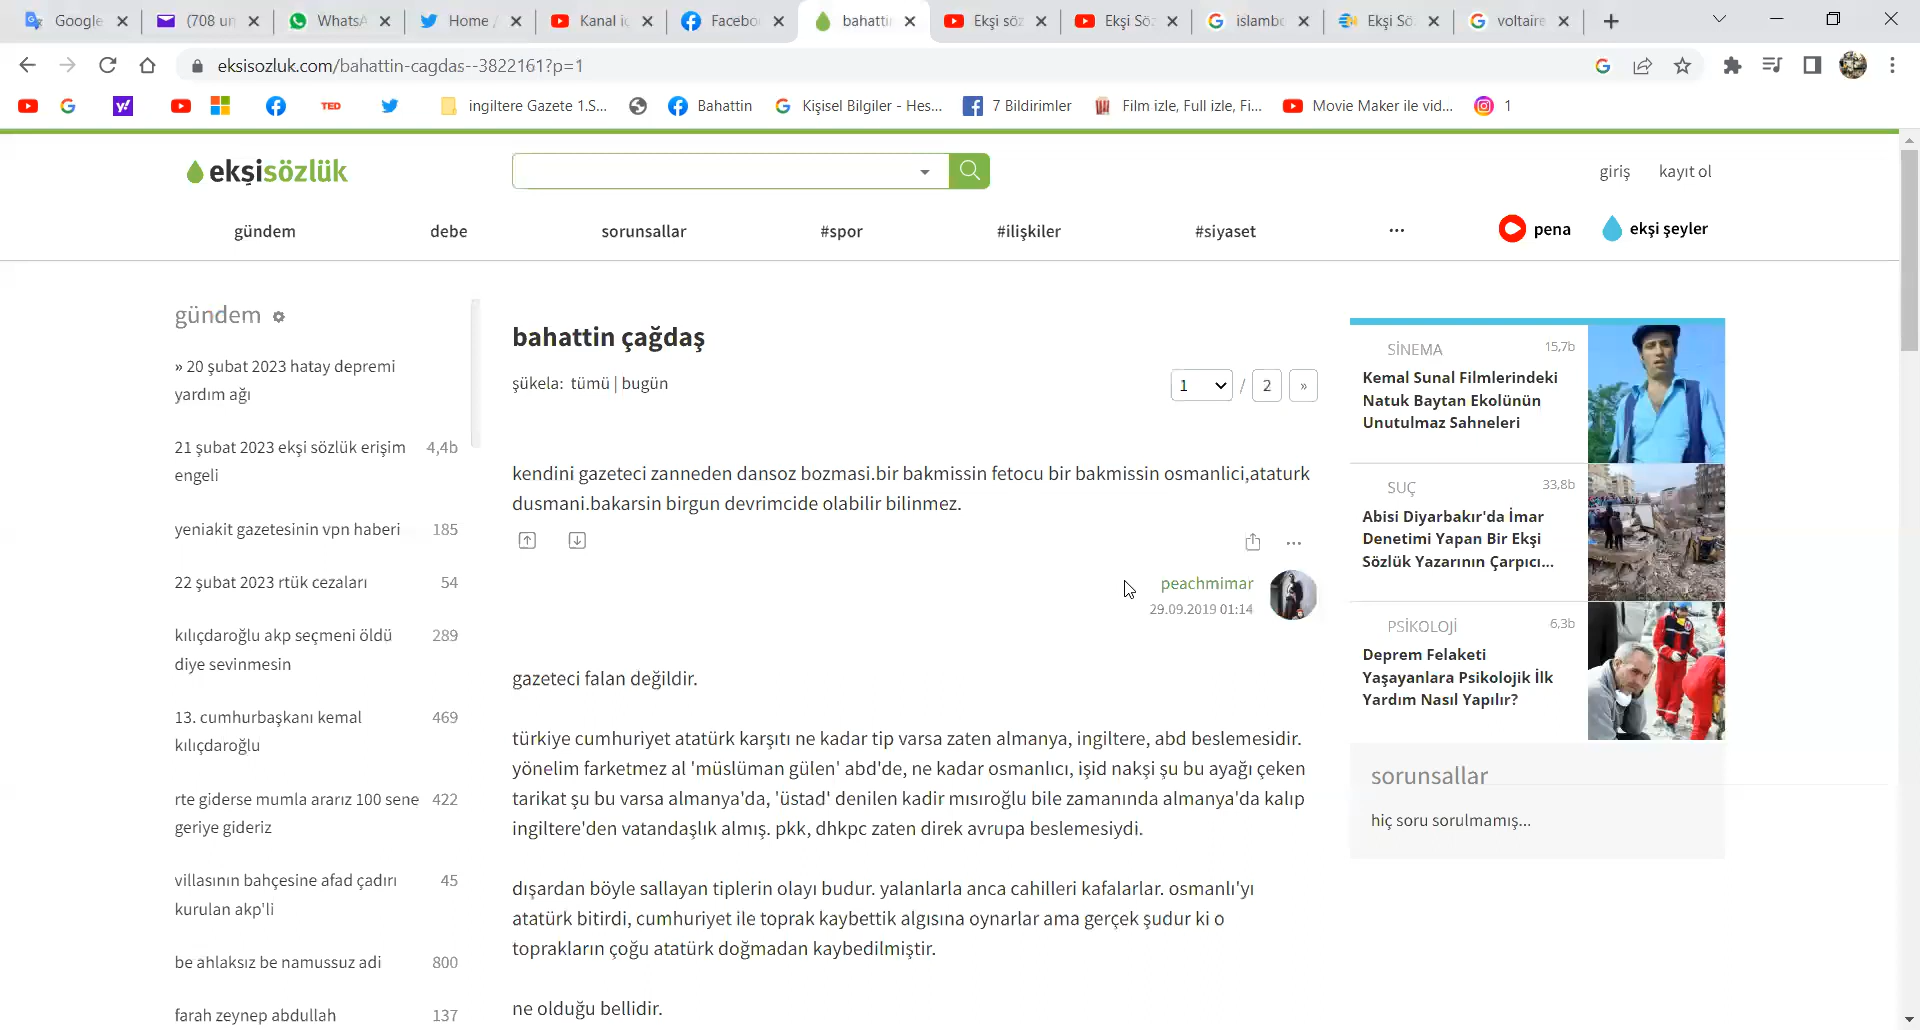 Google
(708 un
WhatsA
Home /
Kanal iç
Facebo
bahattin
Ekşi söz
Ekşi Sö
islambo
Ekşi Sö
voltaire
eksisozluk.com/bahattin-cagdas--3822161?p=1
TED
ingiltere Gazete 1.S...
Bahattin
Kişisel Bilgiler - Hes...
7 Bildirimler
Film izle, Full izle, Fi...
Movie Maker ile vid...
1
ekşisözlük
giriş
kayıt ol
gündem
debe
sorunsallar
#spor
#ilişkiler
#siyaset
...
pena
ekşi şeyler
gündem
» 20 şubat 2023 hatay depremi
yardım ağı
21 şubat 2023 ekşi sözlük erişim 4,4b
engeli
yeniakit gazetesinin vpn haberi 185
22 şubat 2023 rtük cezaları 54
kılıçdaroğlu akp seçmeni öldü 289
diye sevinmesin
13. cumhurbaşkanı kemal 469
kılıçdaroğlu
rte giderse mumla ararız 100 sene 422
geriye gideriz
villasının bahçesine afad çadırı 45
kurulan akp'li
be ahlaksız be namussuz adi 800
farah zeynep abdullah 137
bahattin çağdaş
şükela: tümü | bugün
1 / 2 »
kendini gazeteci zanneden dansoz bozmasi.bir bakmissin fetocu bir bakmissin osmanlici,ataturk
dusmani.bakarsin birgun devrimcide olabilir bilinmez.
peachmimar
29.09.2019 01:14
gazeteci falan değildir.
türkiye cumhuriyet atatürk karşıtı ne kadar tip varsa zaten almanya, ingiltere, abd beslemesidir.
yönelim farketmez al 'müslüman gülen' abd'de, ne kadar osmanlıcı, işid nakşi şu bu ayağı çeken
tarikat şu bu varsa almanya'da, 'üstad' denilen kadir mısıroğlu bile zamanında almanya'da kalıp
ingiltere'den vatandaşlık almış. pkk, dhkpc zaten direk avrupa beslemesiydi.
dışardan böyle sallayan tiplerin olayı budur. yalanlarla anca cahilleri kafalarlar. osmanlı'yı
atatürk bitirdi, cumhuriyet ile toprak kaybettik algısına oynarlar ama gerçek şudur ki o
toprakların çoğu atatürk doğmadan kaybedilmiştir.
ne olduğu bellidir.
SİNEMA 15,7b
Kemal Sunal Filmlerindeki
Natuk Baytan Ekolünün
Unutulmaz Sahneleri
SUÇ 33,8b
Abisi Diyarbakır'da İmar
Denetimi Yapan Bir Ekşi
Sözlük Yazarının Çarpıcı...
PSİKOLOJİ 6,3b
Deprem Felaketi
Yaşayanlara Psikolojik İlk
Yardım Nasıl Yapılır?
sorunsallar
hiç soru sorulmamış...